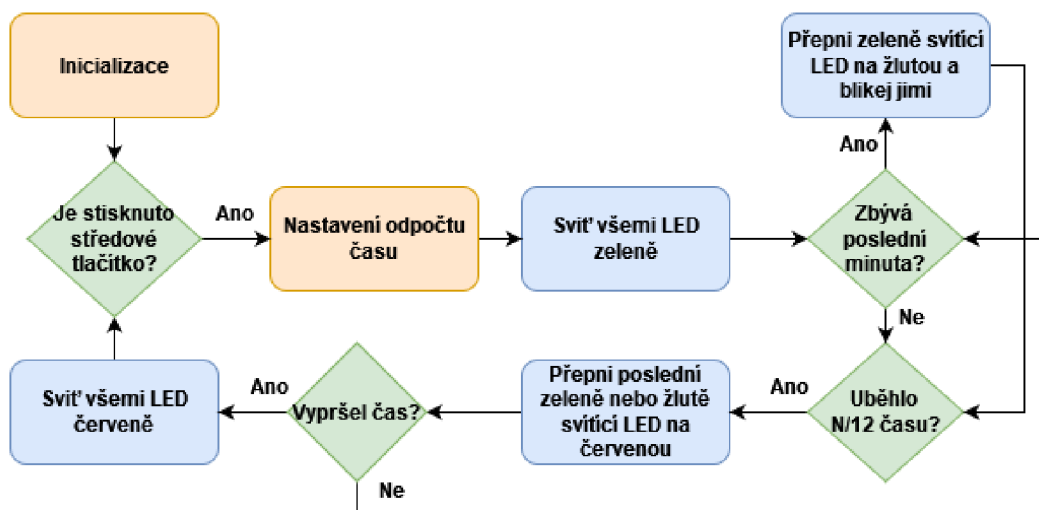 Inicializace
Přepni zeleně svítící
LED na žlutou a
blikej jimi
Ano
Je stisknuto
středové
tlačítko?
Ano
Nastavení odpočtu
času
Sviť všemi LED
zeleně
Zbývá
poslední
minuta?
Ne
Sviť všemi LED
červeně
Ano
Vypršel čas?
Ne
Přepni poslední
zeleně nebo žlutě
svítící LED na
červenou
Ano
Uběhlo
N/12 času?